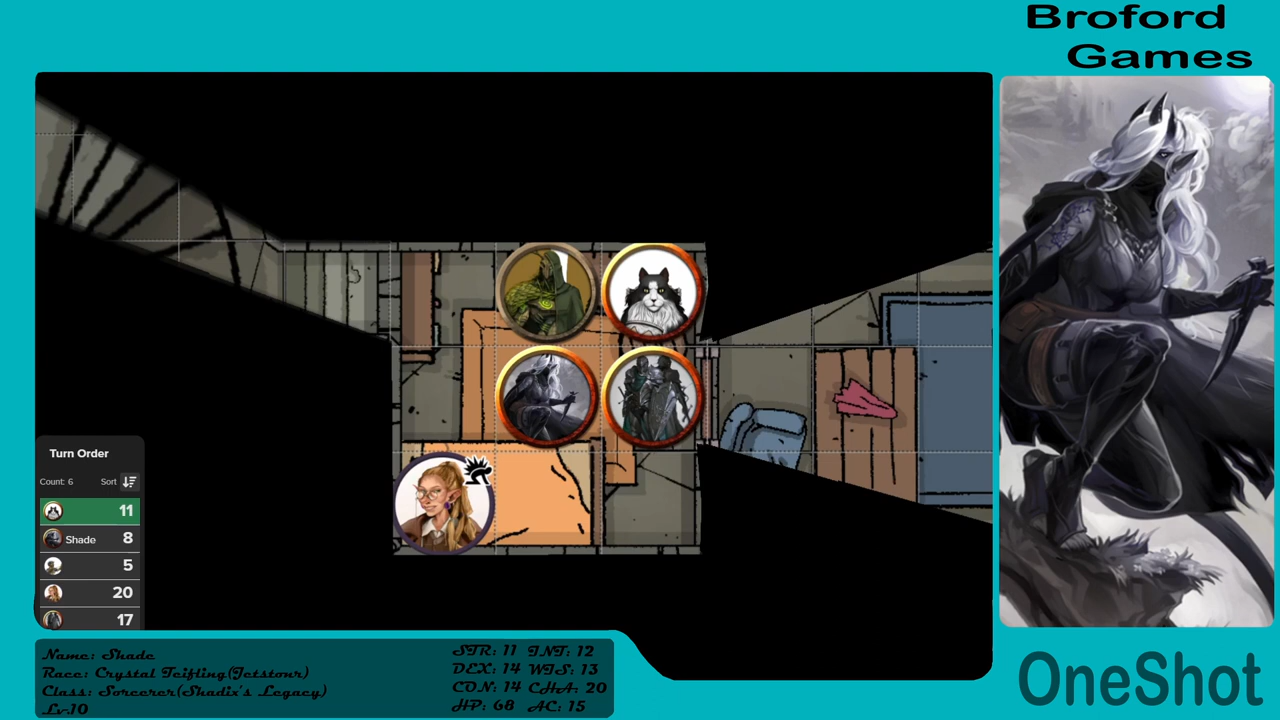 Broford
Games
Turn Order
Count: 6 Sort
11
Shade 8
5
20
17
Name: Shade
Race: Crystal Teifling(Jetstonr)
Class: Sorcerer(Shadix's Legacy)
Lv.10
STR: 11 INT: 12
DEX: 14 WIS: 13
CON: 14 CHA: 20
HP: 68 AC: 15
OneShot